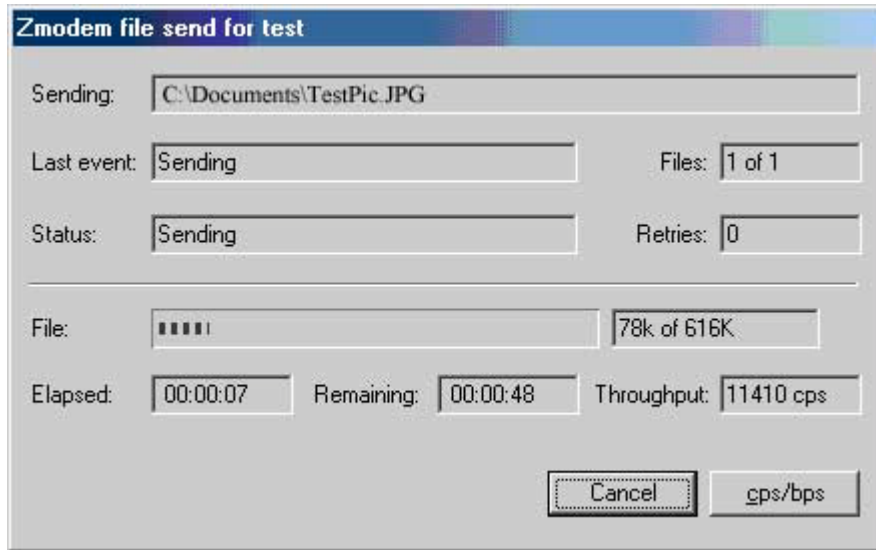 Zmodem file send for test
Sending: C:\Documents\TestPic.JPG
Last event: Sending Files: 1 of 1
Status: Sending Retries: 0
File: 78k of 616K
Elapsed: 00:00:07 Remaining: 00:00:48 Throughput: 11410 cps
Cancel cps/bps